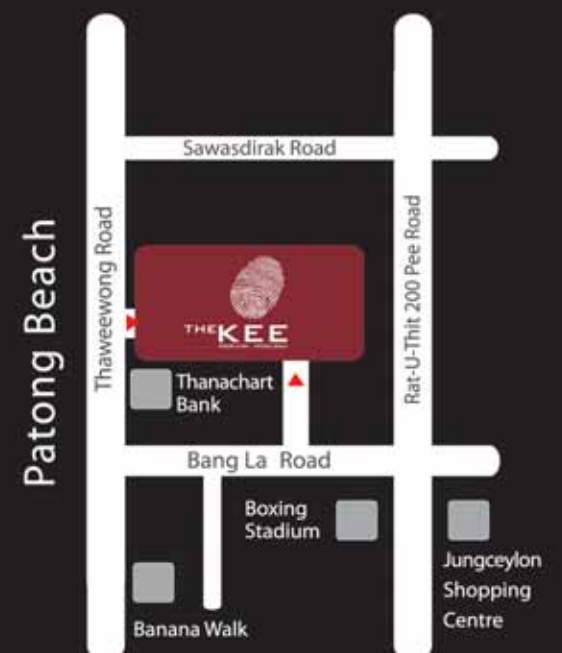 Sawasdirak Road
Patong Beach
Thaweewong Road
Rat-U-Thit 200 Pee Road
THE KEE
Thanachart
Bank
Bang La Road
Boxing
Stadium
Jungceylon
Shopping
Centre
Banana Walk